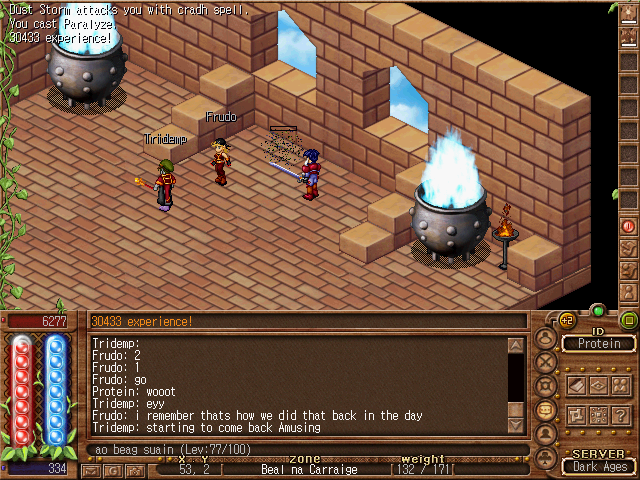 Dust Storm attacks you with cradh spell.
You cast Paralyze
30433 experience!
Frudo
Tridemp
6277
30433 experience!
+2
ID
Protein
Tridemp:
Frudo: 2
Frudo: 1
Frudo: go
Protein: wooot
Tridemp: eyy
Frudo: i remember thats how we did that back in the day
Tridemp: starting to come back Amusing
ao beag suain (Lev:77/100)
X Y zone weight
334
53, 2 [ Beal na Carraige [132 / 171[
SERVER
Dark Ages
G
?